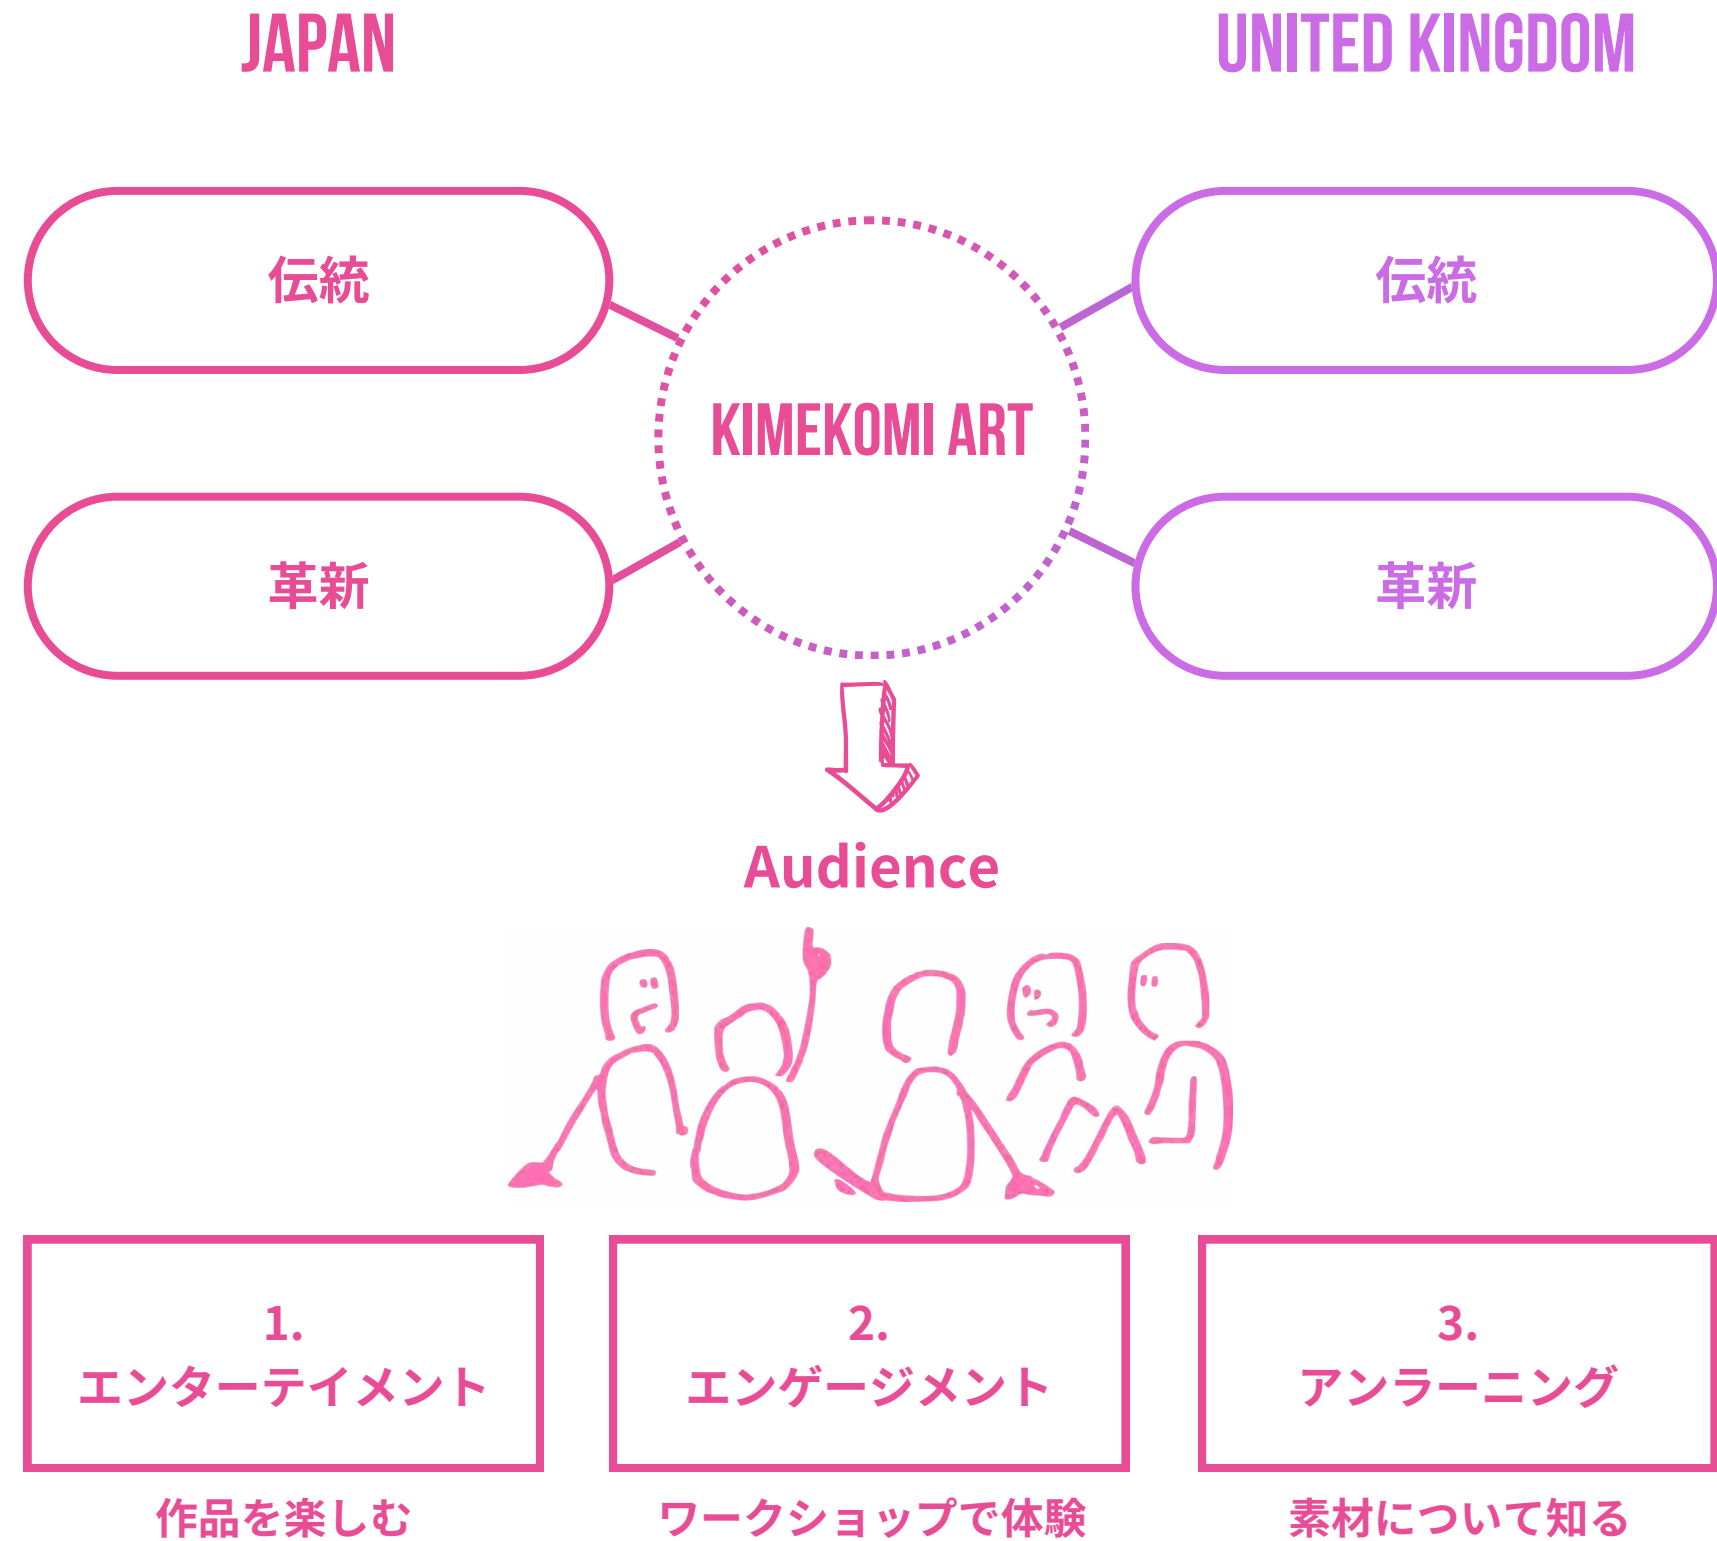 JAPAN
UNITED KINGDOM
伝統
伝統
KIMEKOMI ART
革新
革新
Audience
1.
エンターテイメント
2.
エンゲージメント
3.
アンラーニング
作品を楽しむ
ワークショップで体験
素材について知る